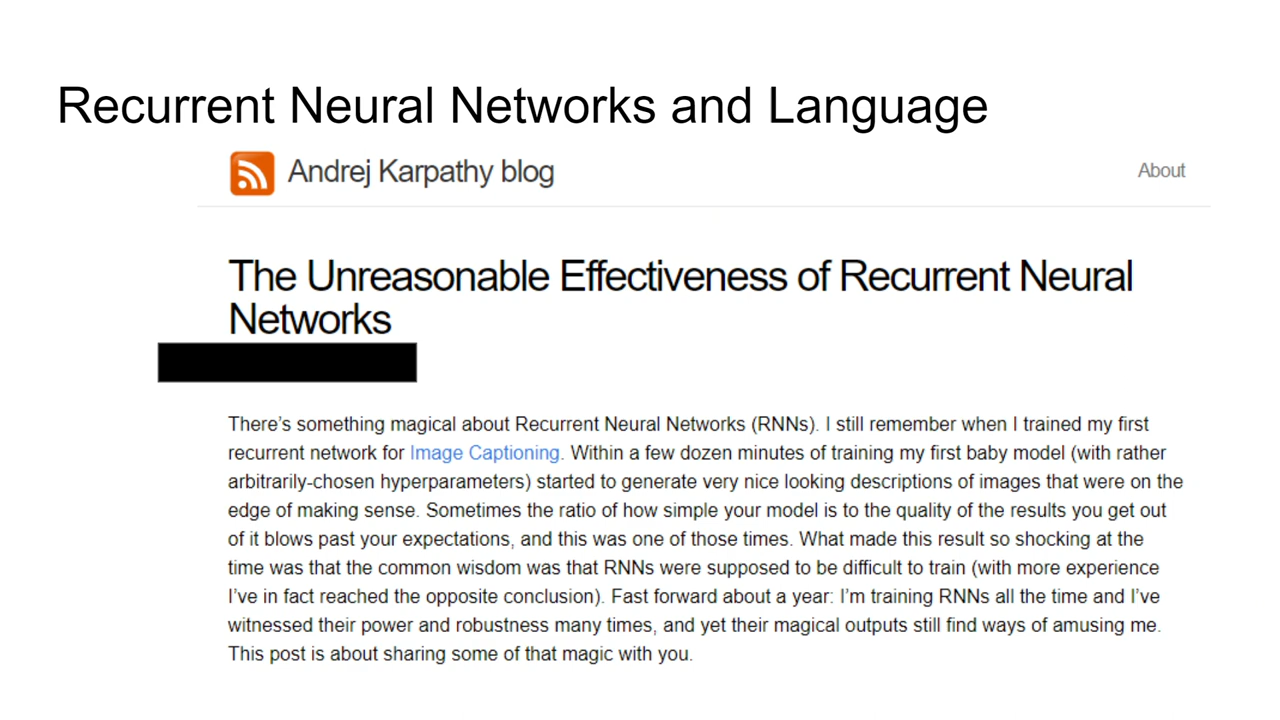 Recurrent Neural Networks and Language
Andrej Karpathy blog
About
The Unreasonable Effectiveness of Recurrent Neural
Networks
There's something magical about Recurrent Neural Networks (RNNs). I still remember when I trained my first
recurrent network for Image Captioning. Within a few dozen minutes of training my first baby model (with rather
arbitrarily-chosen hyperparameters) started to generate very nice looking descriptions of images that were on the
edge of making sense. Sometimes the ratio of how simple your model is to the quality of the results you get out
of it blows past your expectations, and this was one of those times. What made this result so shocking at the
time was that the common wisdom was that RNNs were supposed to be difficult to train (with more experience
I've in fact reached the opposite conclusion). Fast forward about a year: I'm training RNNs all the time and I've
witnessed their power and robustness many times, and yet their magical outputs still find ways of amusing me.
This post is about sharing some of that magic with you.